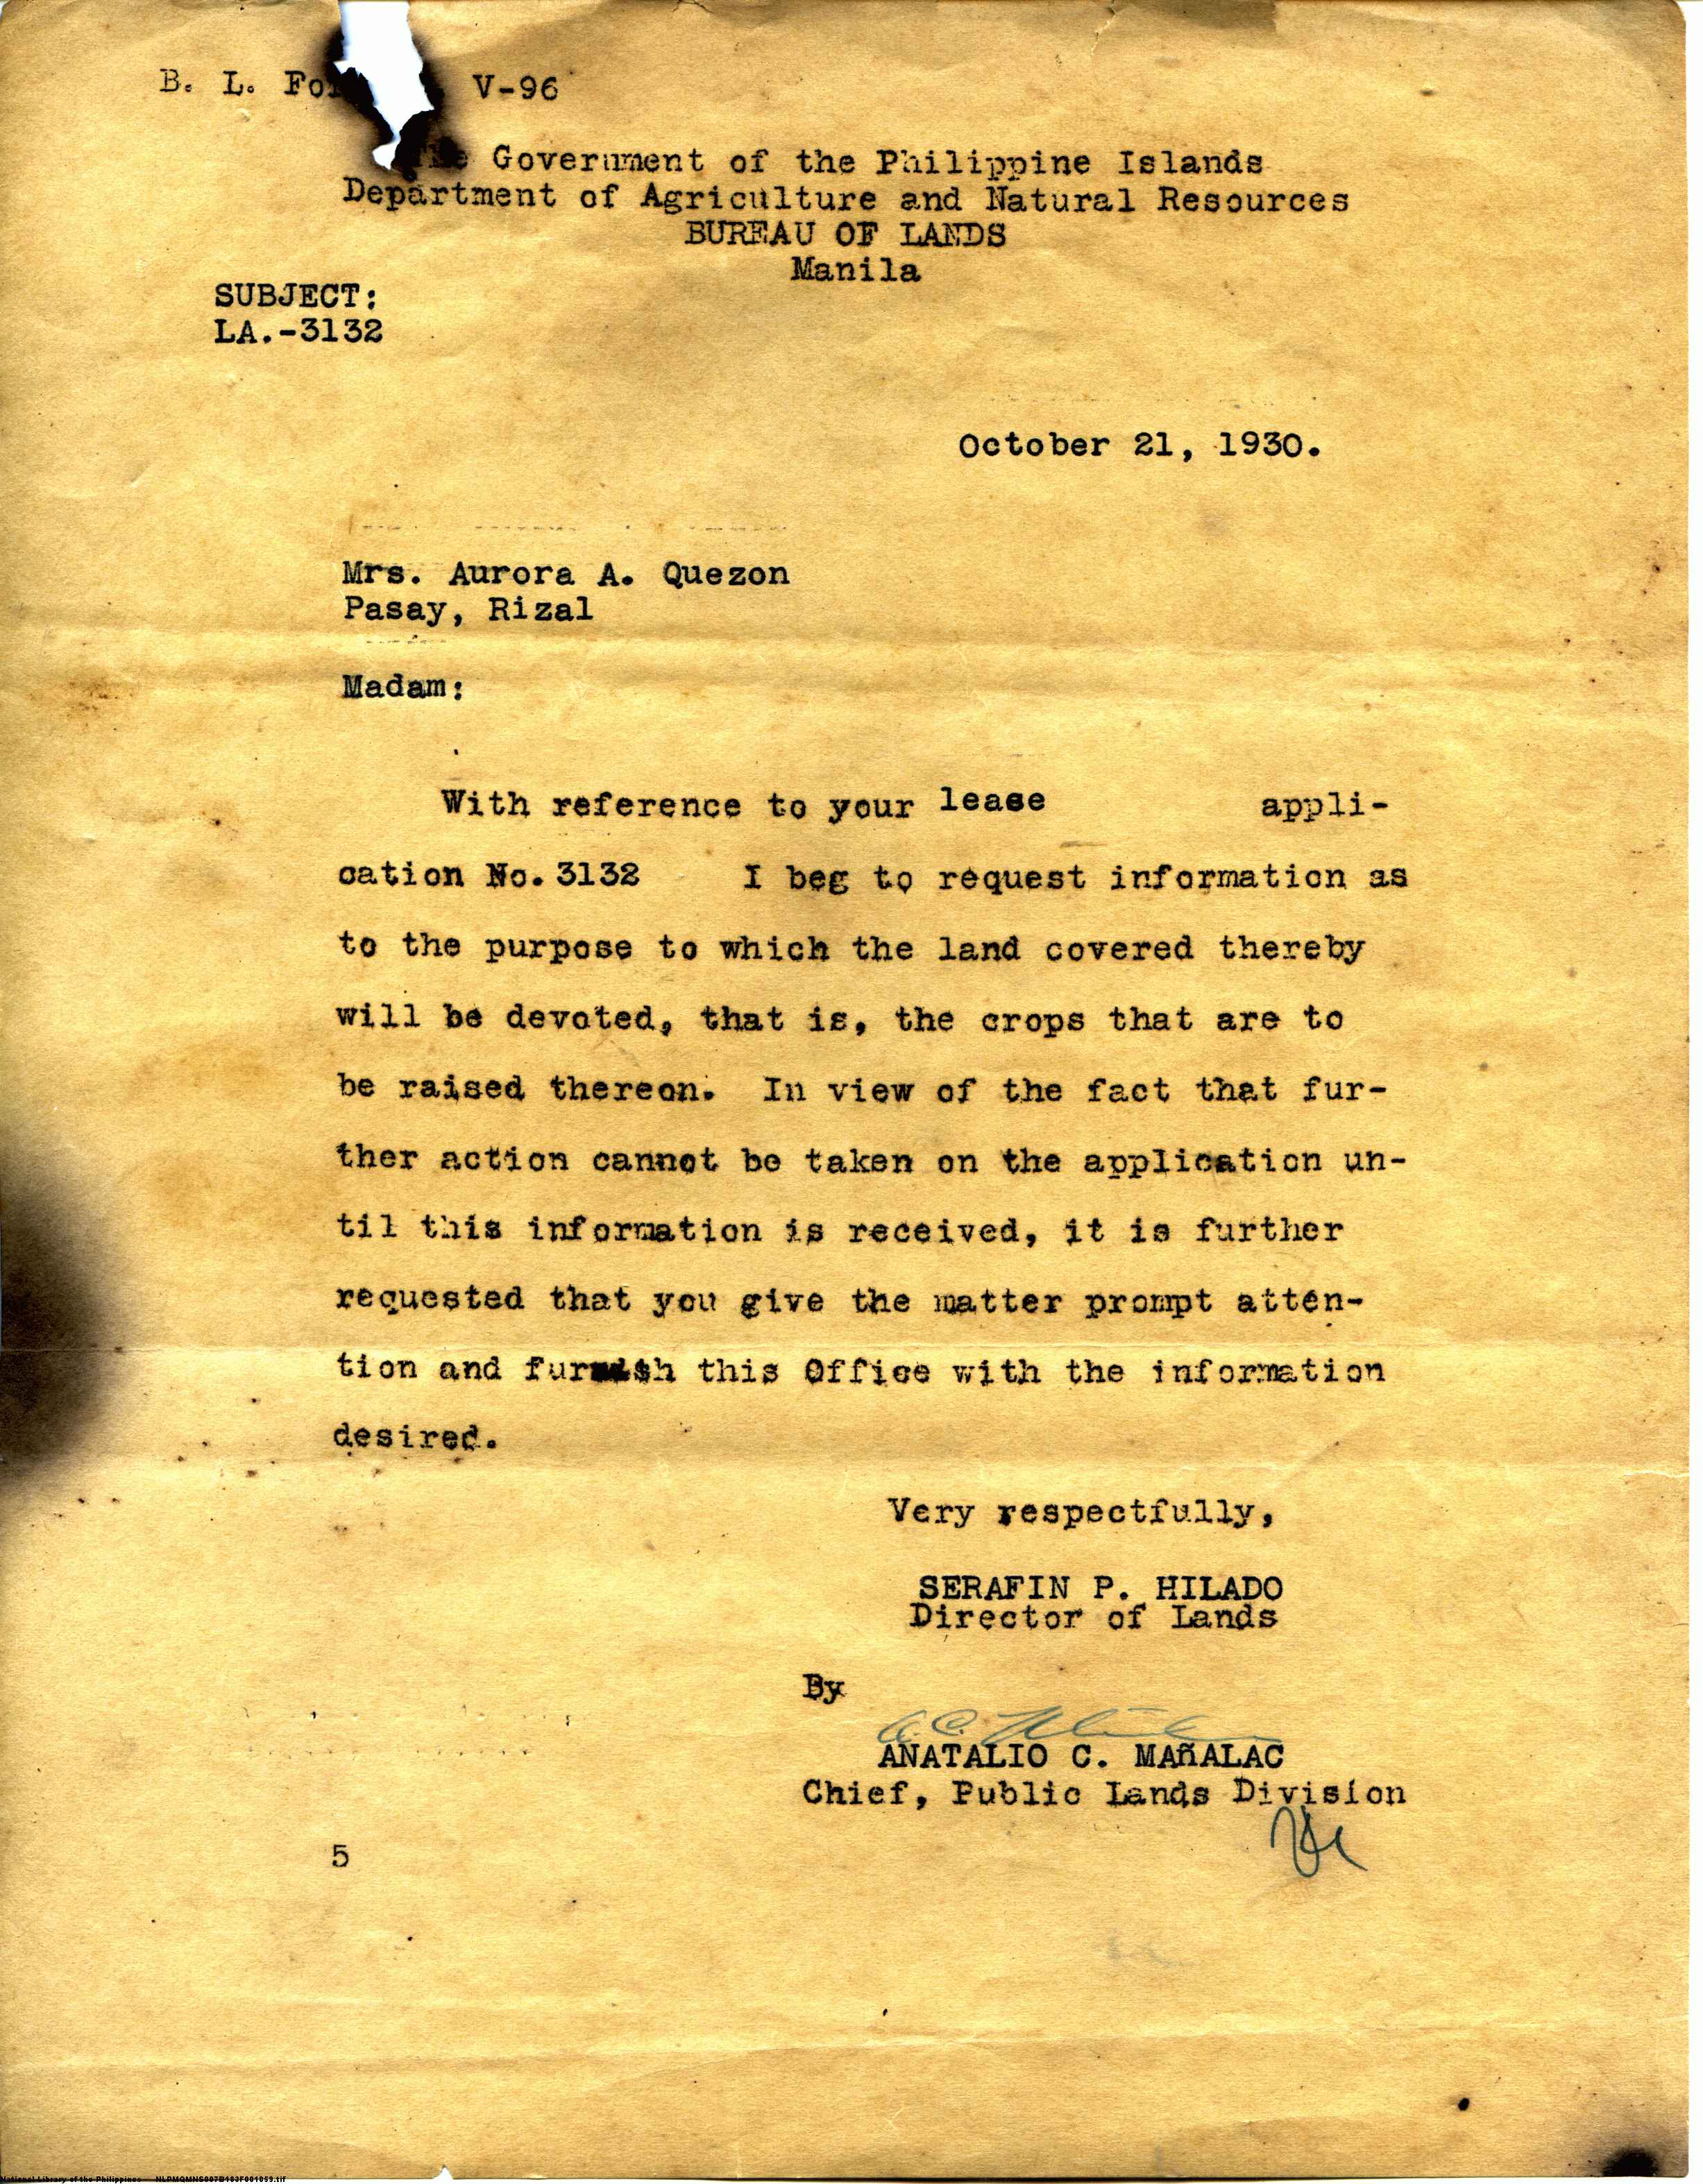 B. L. Fo V-96
The Government of the Philippine Islands
Department of Agriculture and Natural Resources
BUREAU OF LANDS
Manila
SUBJECT:
LA.-3132
October 21, 1930.
Mrs. Aurora A. Quezon
Pasay, Rizal
Madam:
With reference to your lease appli-
cation No. 3132 I beg to request information as
to the purpose to which the land covered thereby
will be devoted, that is, the crops that are to
be raised thereon. In view of the fact that fur-
ther action cannot be taken on the application un-
til this information is received, it is further
requested that you give the matter prompt atten-
tion and furnish this Office with the information
desired.
Very respectfully,
SERAFIN P. HILADO
Director of Lands
By
ANATALIO C. MAÑALAC
Chief, Public Lands Division
5
National Library of the Philippines